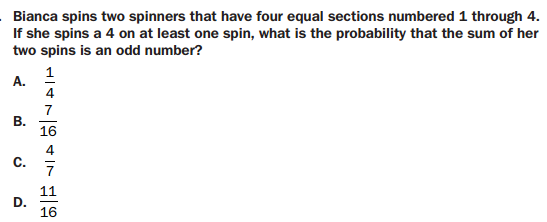 Bianca spins two spinners that have four equal sections numbered 1 through 4.
If she spins a 4 on at least one spin, what is the probability that the sum of her
two spins is an odd number?
A. 1/4
B. 7/16
C. 4/7
D. 11/16